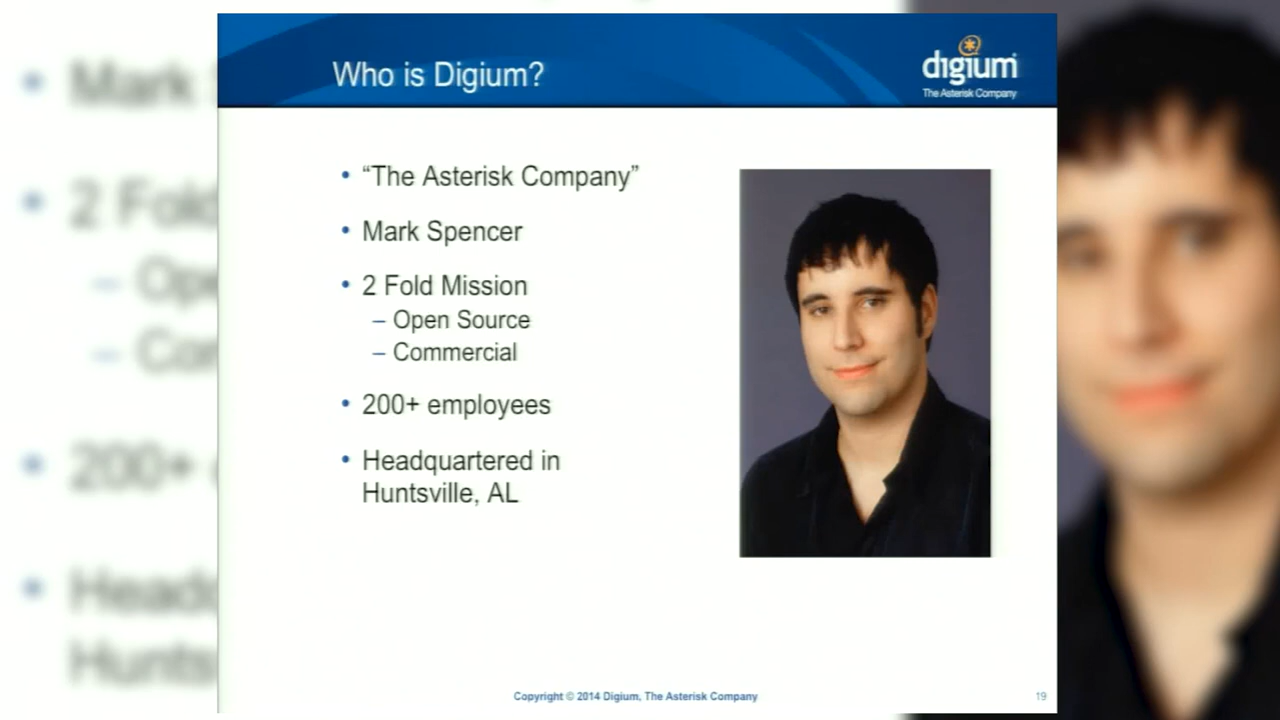 Who is Digium?
digium
The Asterisk Company
• “The Asterisk Company”
• Mark Spencer
• 2 Fold Mission
– Open Source
– Commercial
• 200+ employees
• Headquartered in
Huntsville, AL
Copyright © 2014 Digium, The Asterisk Company
19